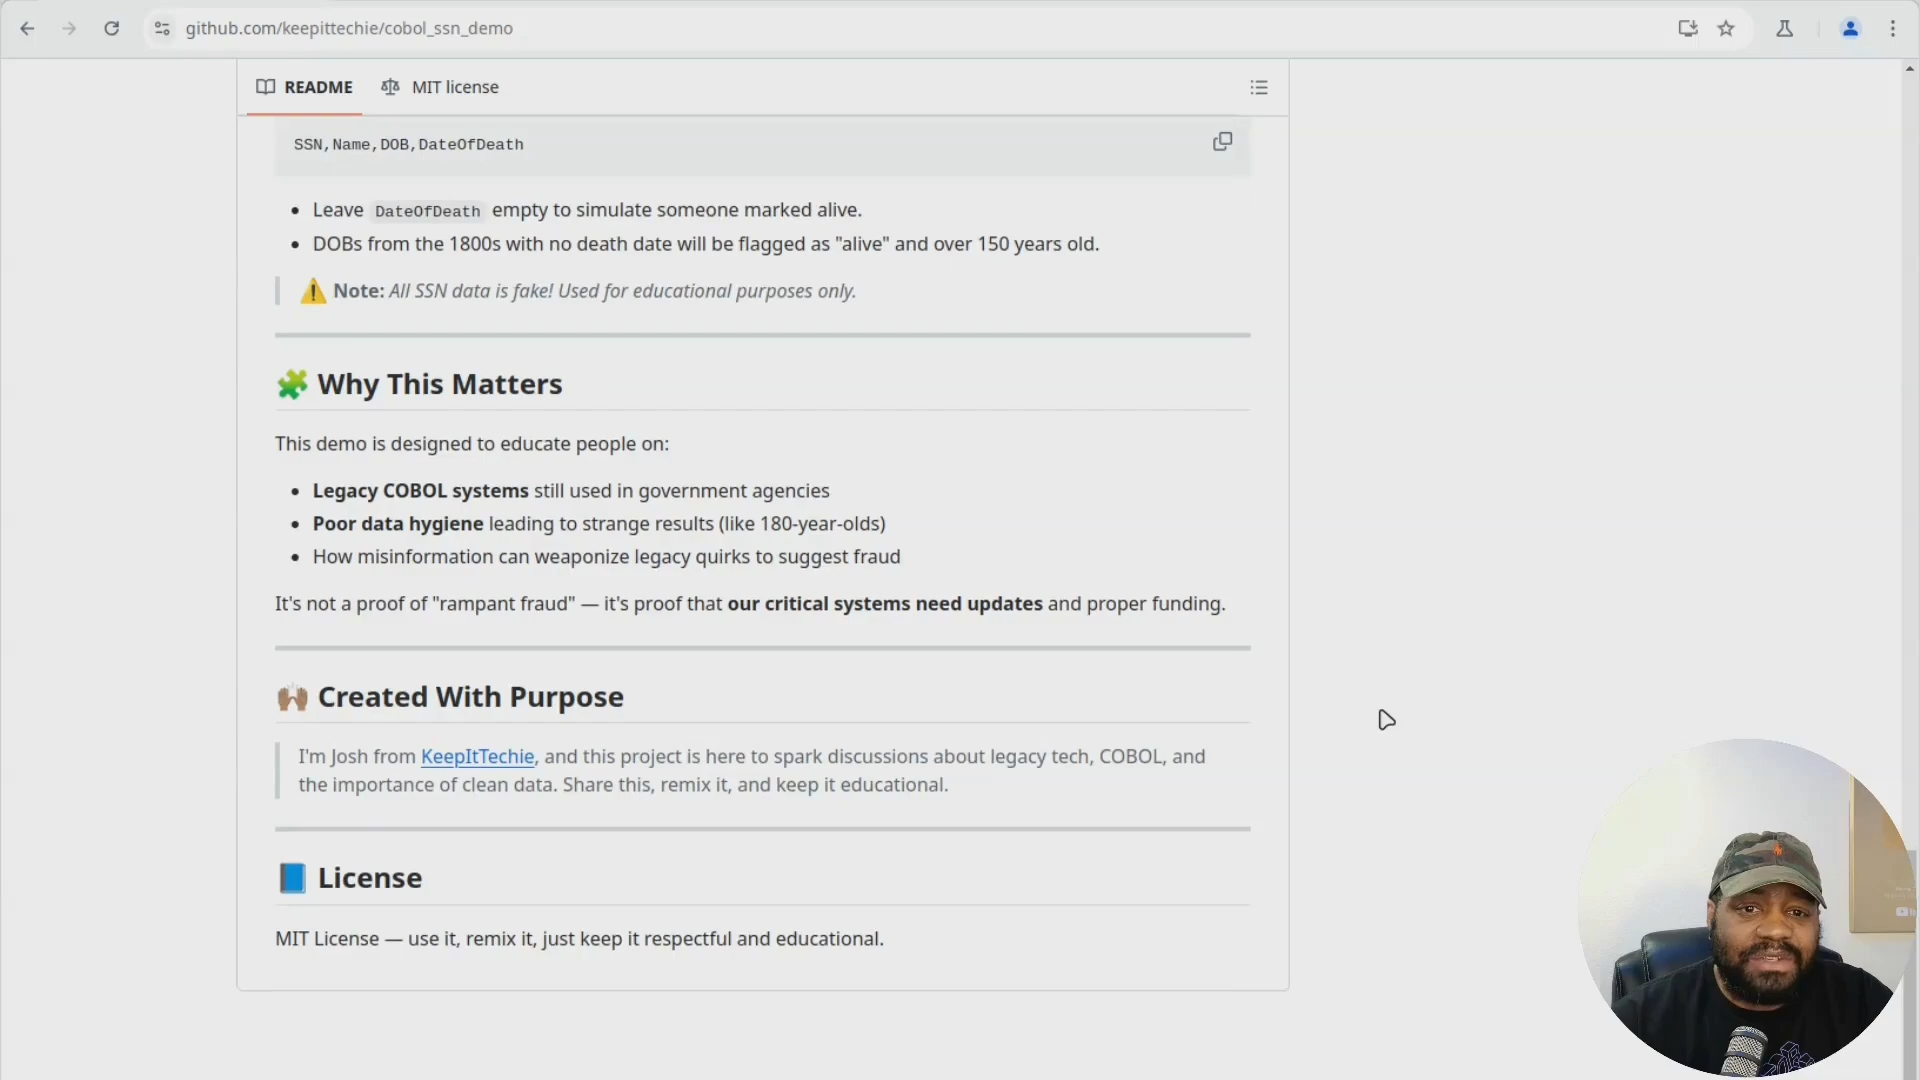 github.com/keepittechie/cobol_ssn_demo
README
MIT license
SSN,Name,DOB,DateOfDeath
Leave DateOfDeath empty to simulate someone marked alive.
DOBs from the 1800s with no death date will be flagged as "alive" and over 150 years old.
Note: All SSN data is fake! Used for educational purposes only.
Why This Matters
This demo is designed to educate people on:
Legacy COBOL systems still used in government agencies
Poor data hygiene leading to strange results (like 180-year-olds)
How misinformation can weaponize legacy quirks to suggest fraud
It's not a proof of "rampant fraud" — it's proof that our critical systems need updates and proper funding.
Created With Purpose
I'm Josh from KeepItTechie, and this project is here to spark discussions about legacy tech, COBOL, and
the importance of clean data. Share this, remix it, and keep it educational.
License
MIT License — use it, remix it, just keep it respectful and educational.